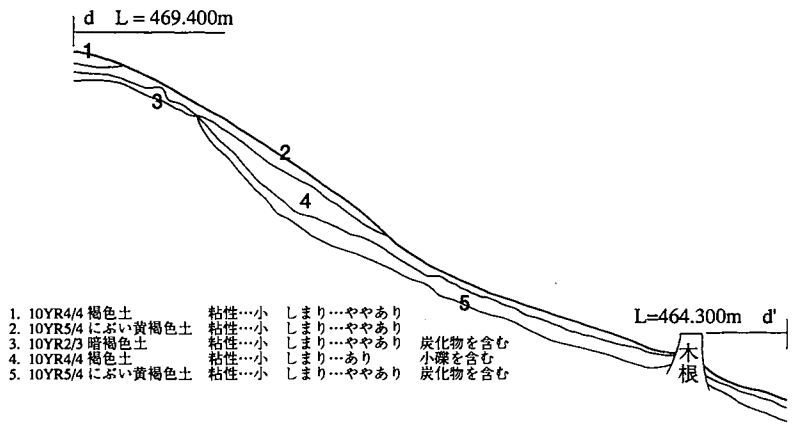 d L = 469.400m
1
3
2
4
5
L=464.300m d'
木根
1. 10YR4/4 褐色土 粘性…小 しまり…ややあり
2. 10YR5/4 にぶい黄褐色土 粘性…小 しまり…ややあり
3. 10YR2/3 暗褐色土 粘性…小 しまり…ややあり 炭化物を含む
4. 10YR4/4 褐色土 粘性…小 しまり…あり 小礫を含む
5. 10YR5/4 にぶい黄褐色土 粘性…小 しまり…ややあり 炭化物を含む